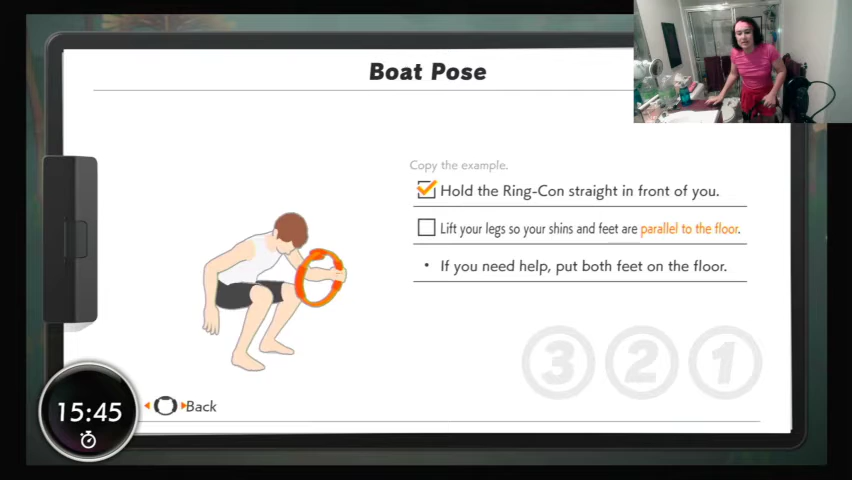 Boat Pose
Copy the example.
Hold the Ring-Con straight in front of you.
Lift your legs so your shins and feet are parallel to the floor.
• If you need help, put both feet on the floor.
3 2 1
15:45
Back